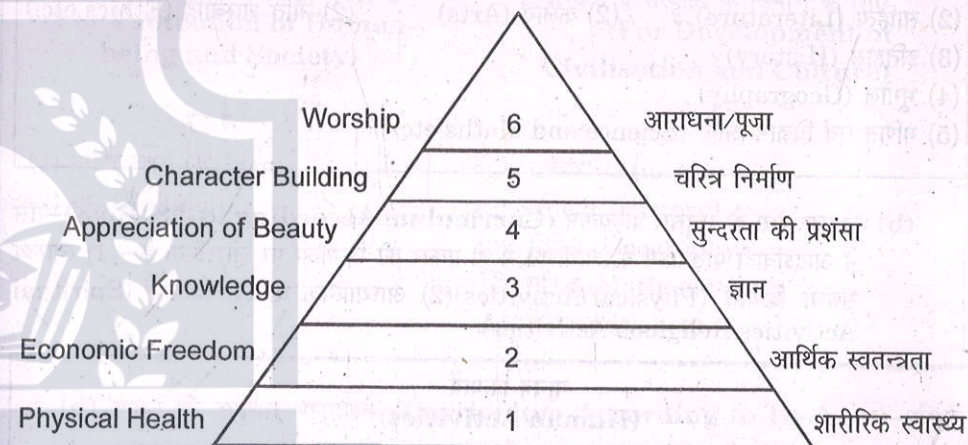 Worship 6 आराधना/पूजा
Character Building 5 चरित्र निर्माण
Appreciation of Beauty 4 सुन्दरता की प्रशंसा
Knowledge 3 ज्ञान
Economic Freedom 2 आर्थिक स्वतन्त्रता
Physical Health 1 शारीरिक स्वास्थ्य